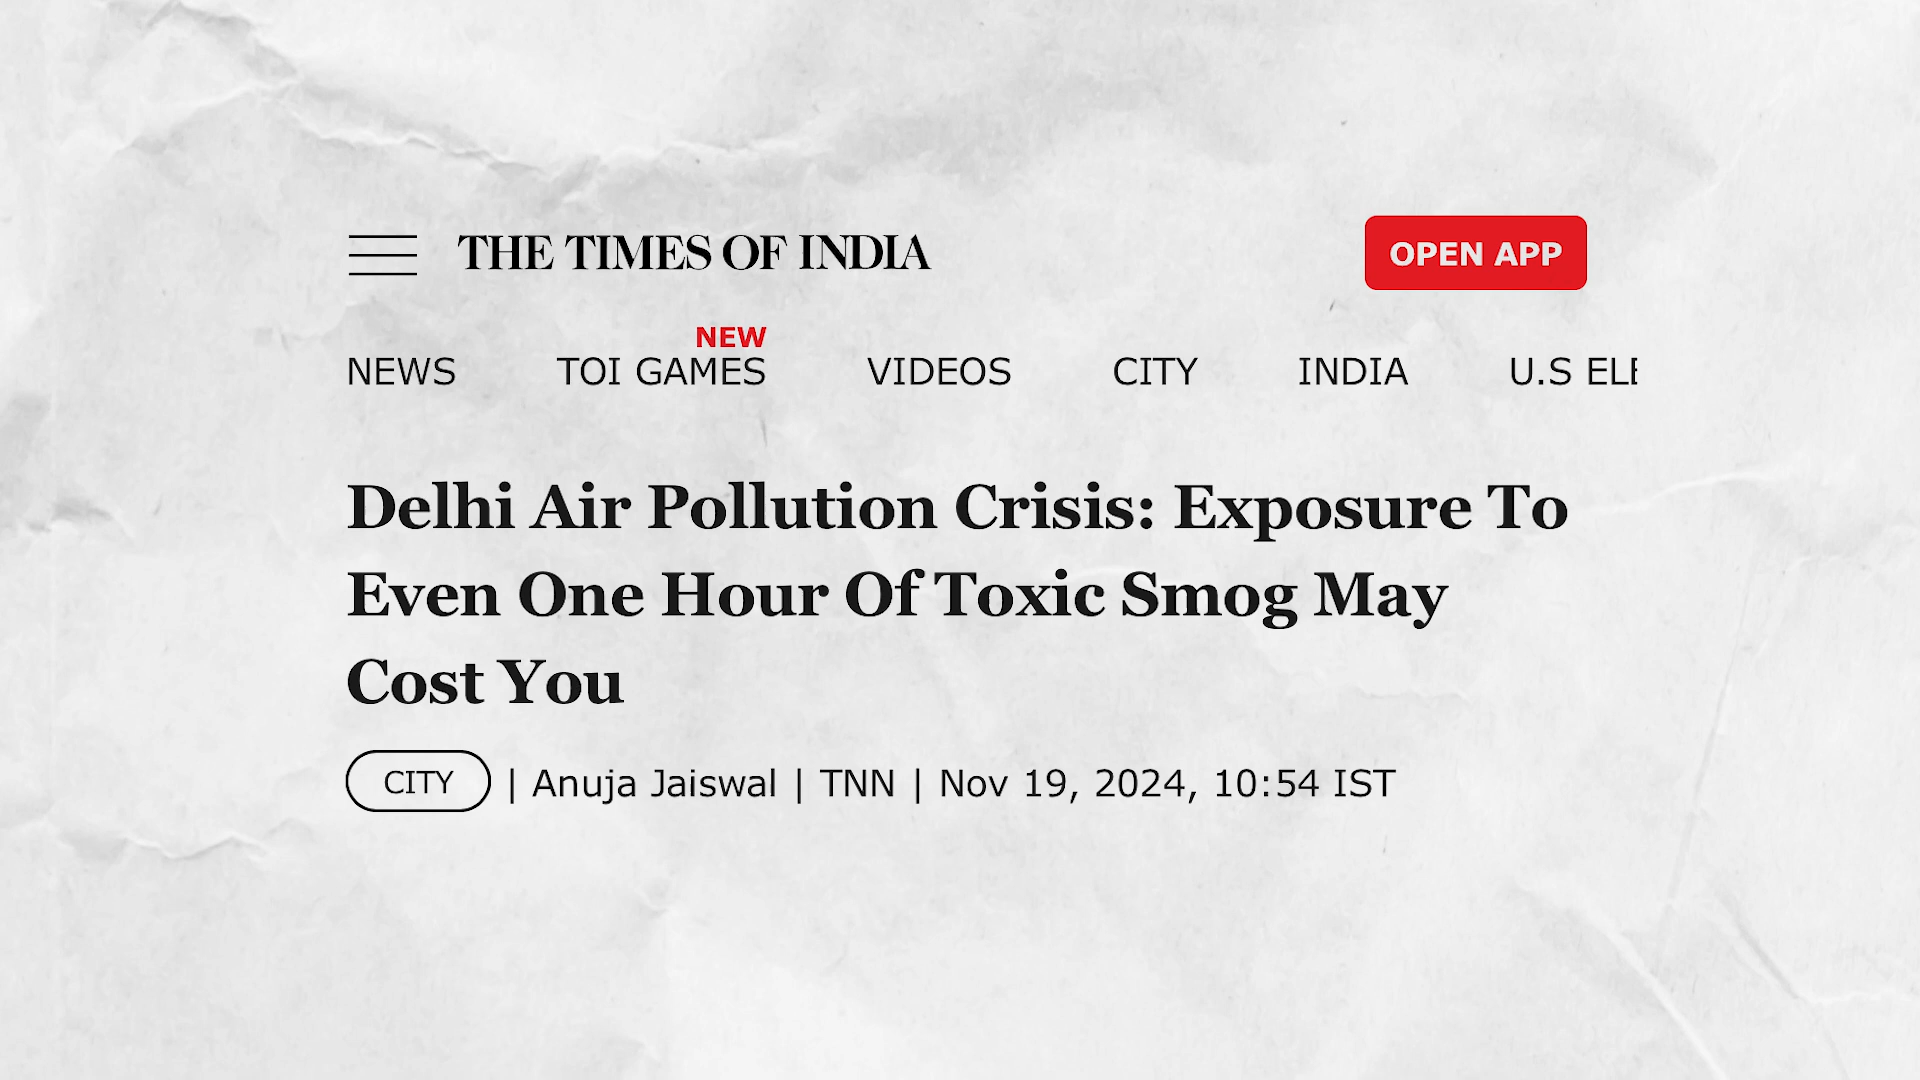 THE TIMES OF INDIA
OPEN APP
NEW
NEWS TOI GAMES VIDEOS CITY INDIA U.S ELE
Delhi Air Pollution Crisis: Exposure To
Even One Hour Of Toxic Smog May
Cost You
CITY | Anuja Jaiswal | TNN | Nov 19, 2024, 10:54 IST